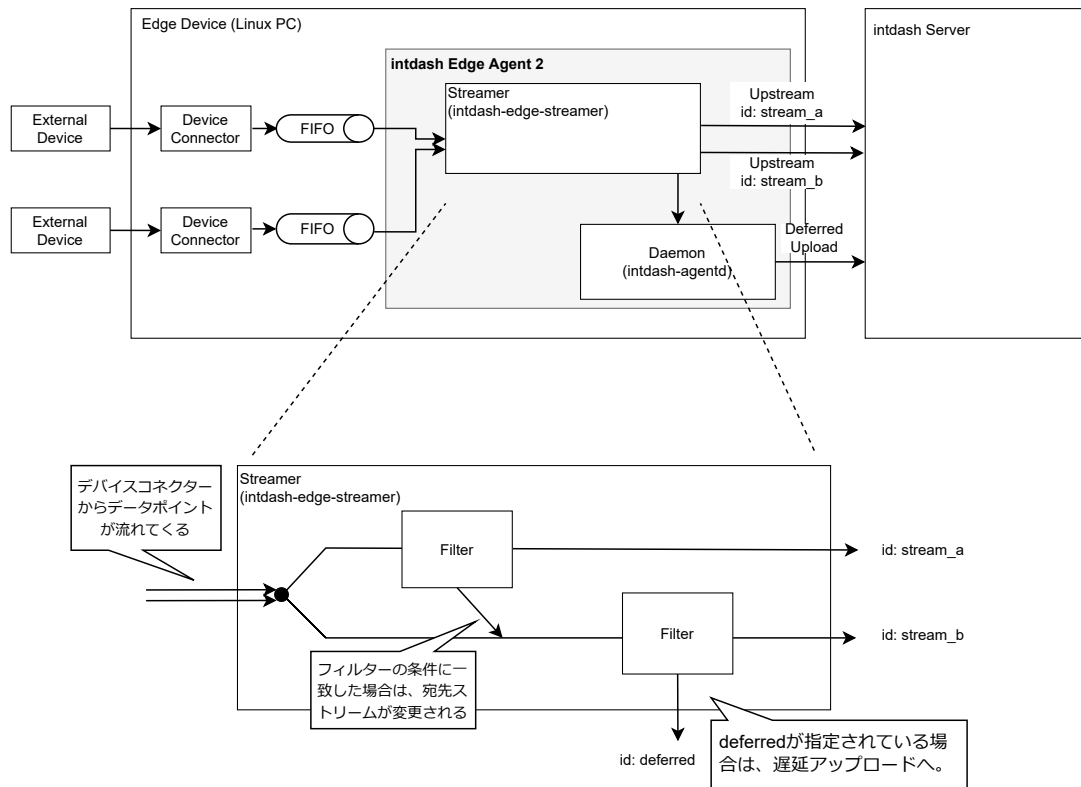 Edge Device (Linux PC)
intdash Server
intdash Edge Agent 2
Streamer
(intdash-edge-streamer)
Upstream
id: stream_a
External
Device
Device
Connector
FIFO
Upstream
id: stream_b
External
Device
Device
Connector
FIFO
Daemon
(intdash-agentd)
Deferred
Upload
デバイスコネクター
からデータポイント
が流れてくる
Streamer
(intdash-edge-streamer)
Filter
id: stream_a
Filter
id: stream_b
フィルターの条件に一
致した場合は、宛先ス
トリームが変更される
id: deferred
deferredが指定されている場
合は、遅延アップロードへ。